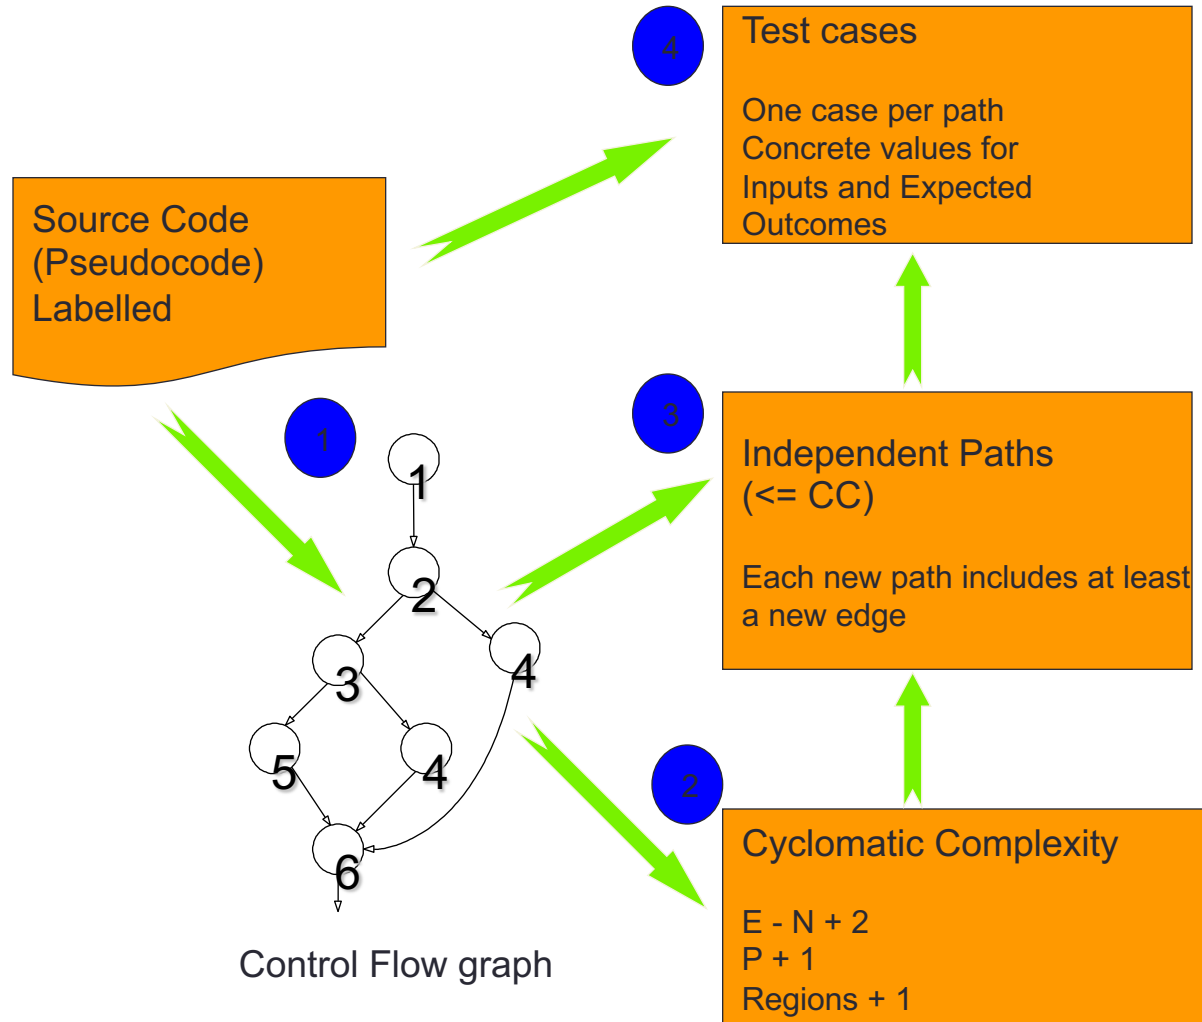 4
Test cases
One case per path
Concrete values for
Inputs and Expected
Outcomes
Source Code
(Pseudocode)
Labelled
1
3
1
2
3
4
5
4
6
Control Flow graph
Independent Paths
(<= CC)
Each new path includes at least
a new edge
2
Cyclomatic Complexity
E - N + 2
P + 1
Regions + 1